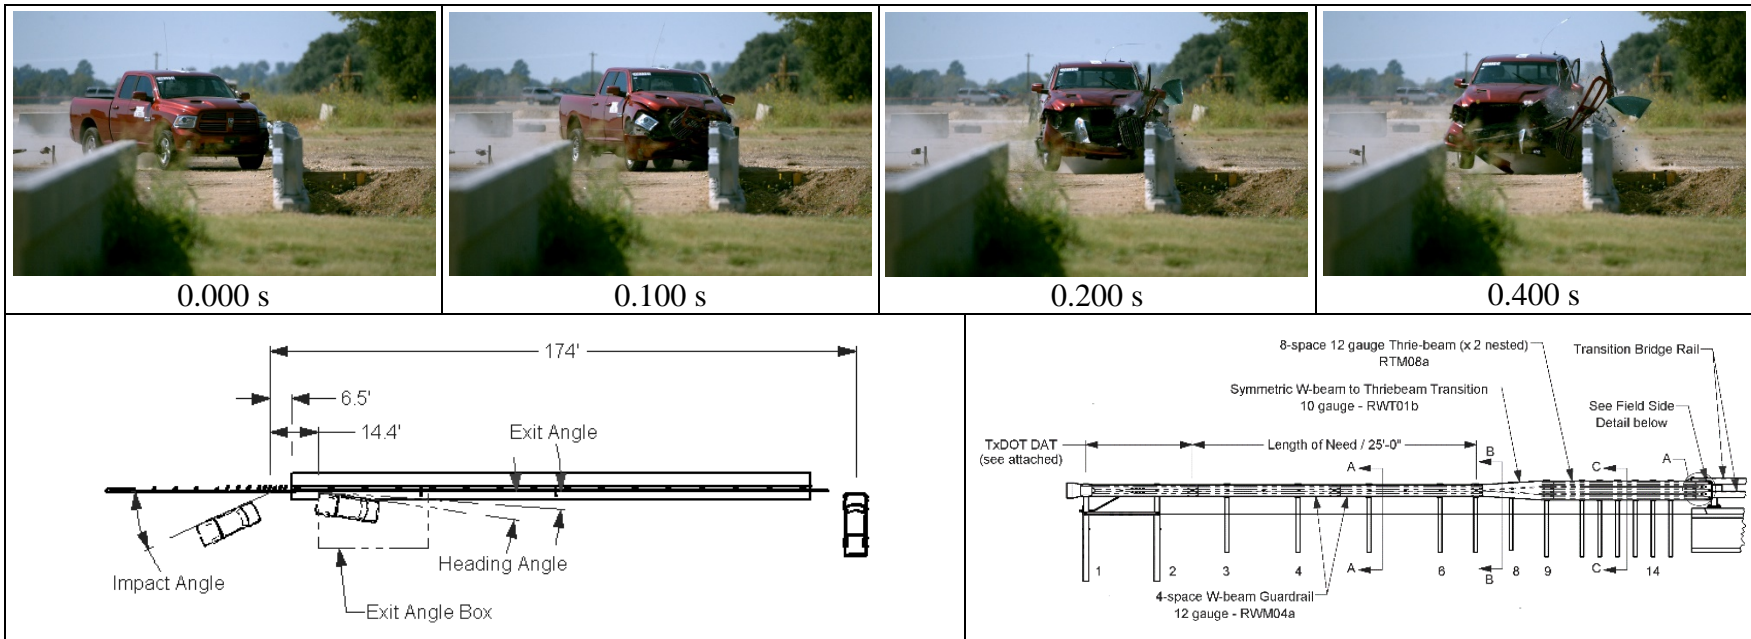 0.000 s
0.100 s
0.200 s
0.400 s
174'
6.5'
14.4'
Exit Angle
Heading Angle
Impact Angle
Exit Angle Box
8-space 12 gauge Thrie-beam (x 2 nested)
RTM08a
Transition Bridge Rail
Symmetric W-beam to Thriebeam Transition
10 gauge - RWT01b
See Field Side
Detail below
TxDOT DAT
(see attached)
Length of Need / 25'-0"
A
B
C
A
1
2
3
4
A
6
B
8
9
C
14
4-space W-beam Guardrail
12 gauge - RWM04a